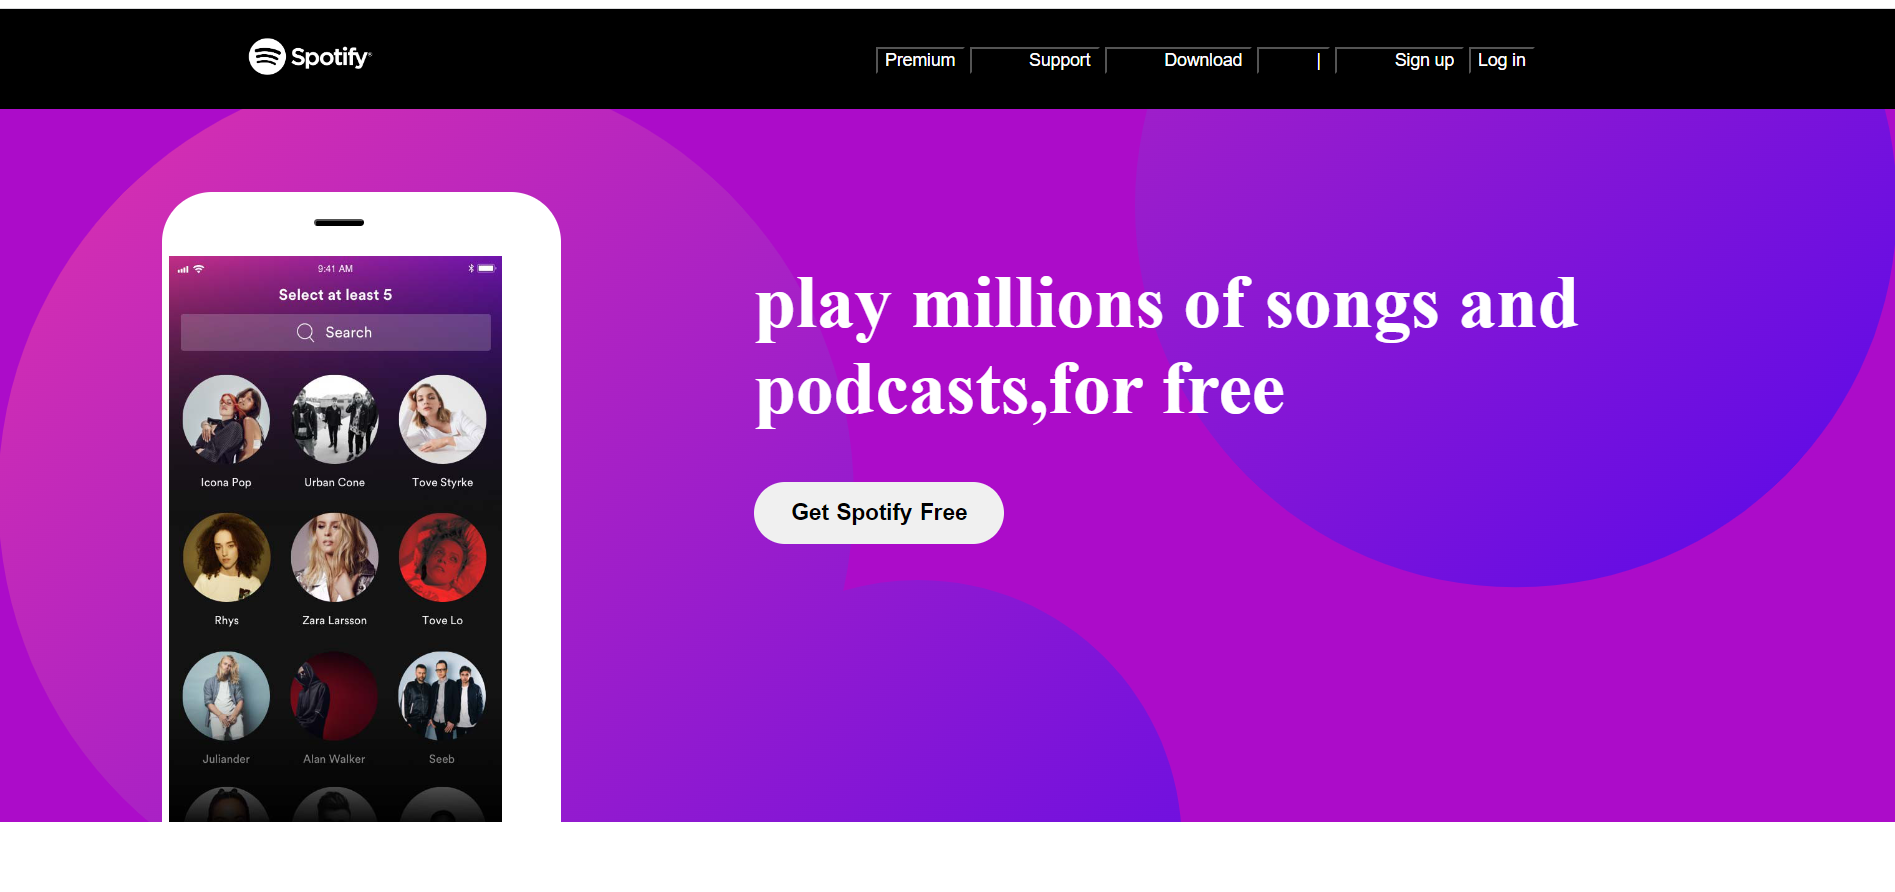 Spotify®
Premium Support Download | Sign up Log in
9:41 AM
Select at least 5
Search
Icona Pop Urban Cone Tove Styrke
Rhys Zara Larsson Tove Lo
Juliander Alan Walker Seeb
play millions of songs and
podcasts,for free
Get Spotify Free